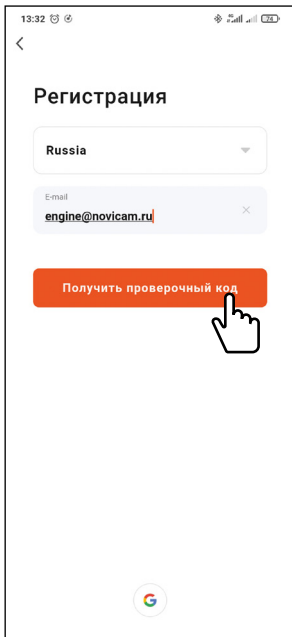 13:32 74
Регистрация
Russia
E-mail
engine@novicam.ru
Получить проверочный код
G